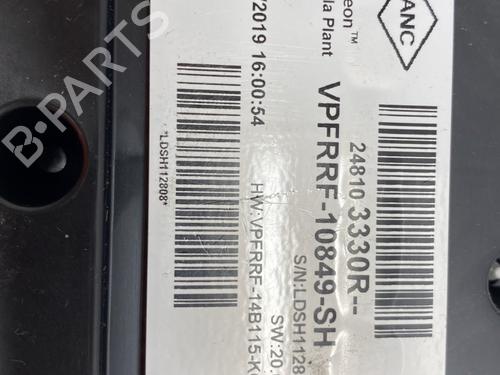 ANC
eon™
la Plant
/2019 16:00:54
24810 3330R--
VPFRRF-10849-SH
S/N:LDSH1128
HW:VPFRRF-14B115-K
SW:20.
*LDSH112808*
B-PARTS